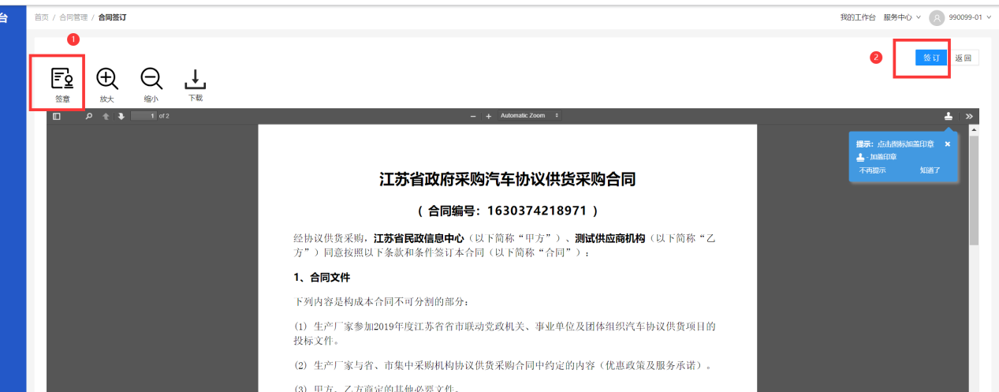 台
首页 / 合同管理 / 合同签订
我的工作台 服务中心 990099-01
1
2
签订 返回
签章 放大 缩小 下载
1 of 2
Automatic Zoom
提示：点击图标加盖印章
- 加盖印章
不再提示 知道了
江苏省政府采购汽车协议供货采购合同
( 合同编号：1630374218971 )
经协议供货采购，江苏省民政信息中心（以下简称“甲方”）、测试供应商机构（以下简称“乙
方”）同意按照以下条款和条件签订本合同（以下简称“合同”）：
1、合同文件
下列内容是构成本合同不可分割的部分：
(1) 生产厂家参加2019年度江苏省省市联动党政机关、事业单位及团体组织汽车协议供货项目的
投标文件。
(2) 生产厂家与省、市集中采购机构协议供货采购合同中约定的内容（优惠政策及服务承诺）。
(3) 甲方、乙方商定的其他必要文件。